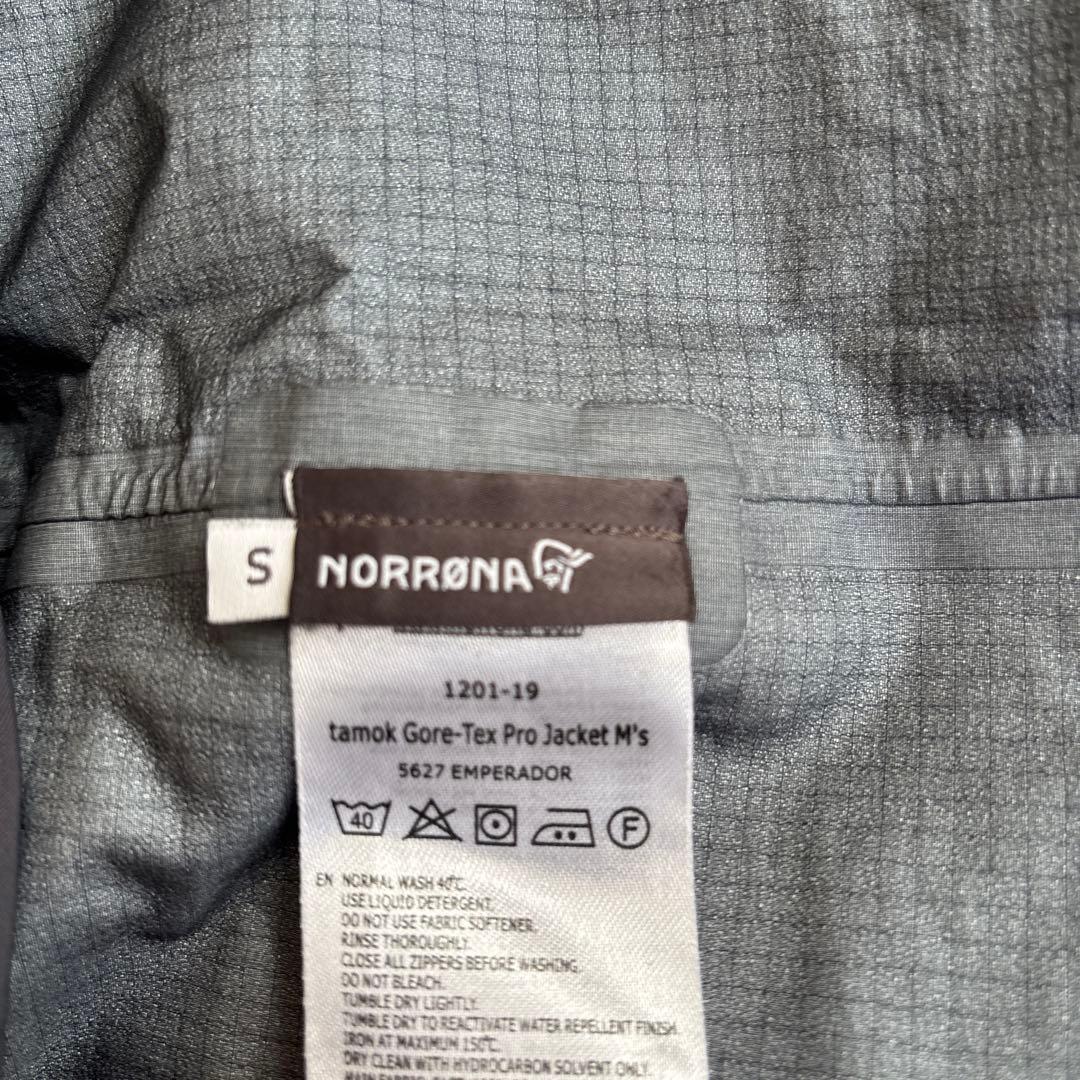 S
NORRØNA
1201-19
tamok Gore-Tex Pro Jacket M's
5627 EMPERADOR
40
F
EN NORMAL WASH 40°C.
USE LIQUID DETERGENT.
DO NOT USE FABRIC SOFTENER.
RINSE THOROUGHLY.
CLOSE ALL ZIPPERS BEFORE WASHING.
DO NOT BLEACH.
TUMBLE DRY LIGHTLY.
TUMBLE DRY TO REACTIVATE WATER REPELLENT FINISH.
IRON AT MAXIMUM 150°C.
DRY CLEAN WITH HYDROCARBON SOLVENT ONLY.